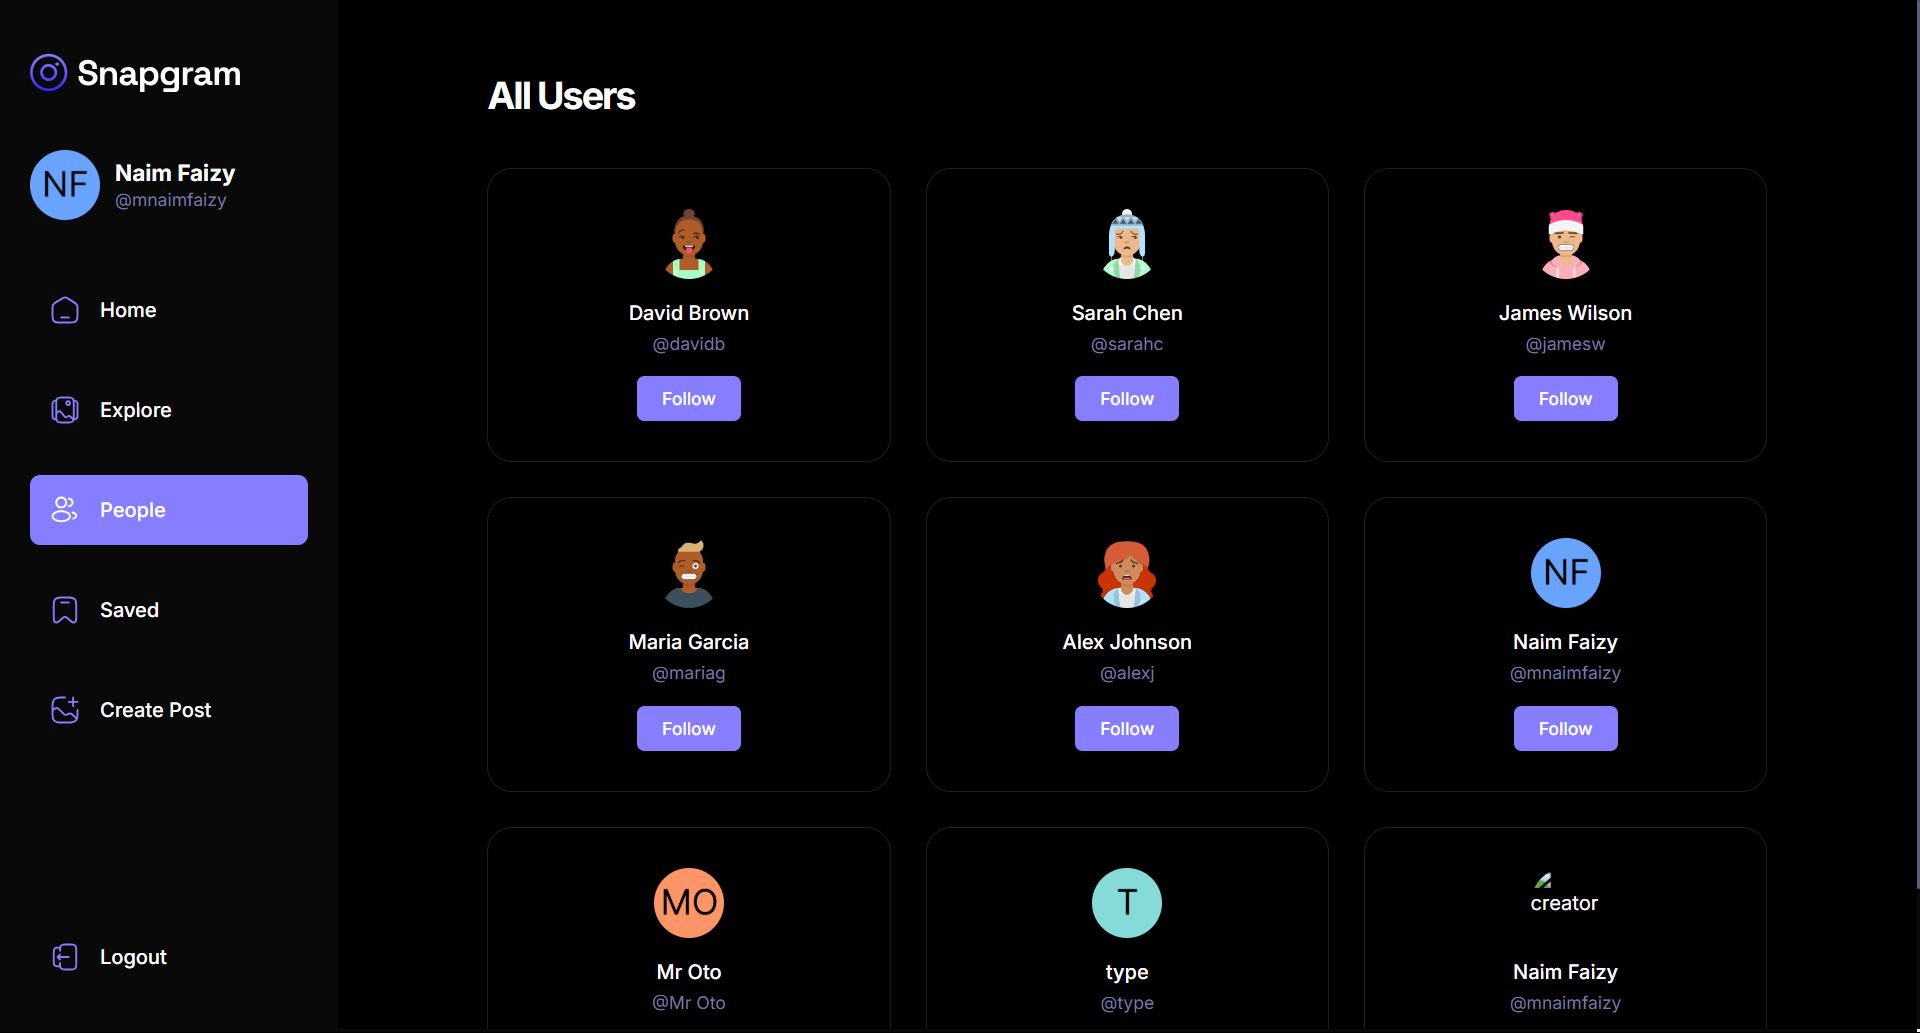 Snapgram
NF
Naim Faizy
@mnaimfaizy
Home
Explore
People
Saved
Create Post
Logout
All Users
David Brown
@davidb
Follow
Sarah Chen
@sarahc
Follow
James Wilson
@jamesw
Follow
Maria Garcia
@mariag
Follow
Alex Johnson
@alexj
Follow
NF
Naim Faizy
@mnaimfaizy
Follow
MO
Mr Oto
@Mr Oto
T
type
@type
creator
Naim Faizy
@mnaimfaizy